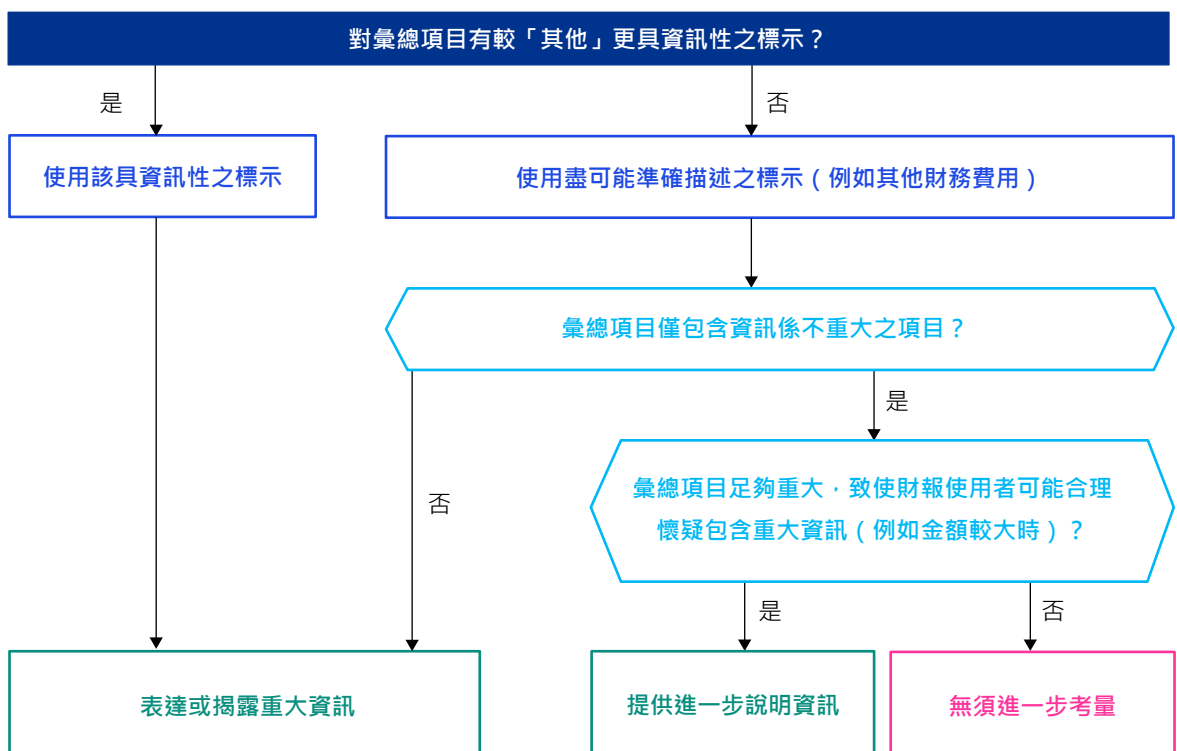 對彙總項目有較「其他」更具資訊性之標示？
是
否
使用該具資訊性之標示
使用盡可能準確描述之標示（例如其他財務費用）
彙總項目僅包含資訊係不重大之項目？
是
否
彙總項目足夠重大，致使財報使用者可能合理
懷疑包含重大資訊（例如金額較大時）？
是
否
表達或揭露重大資訊
提供進一步說明資訊
無須進一步考量